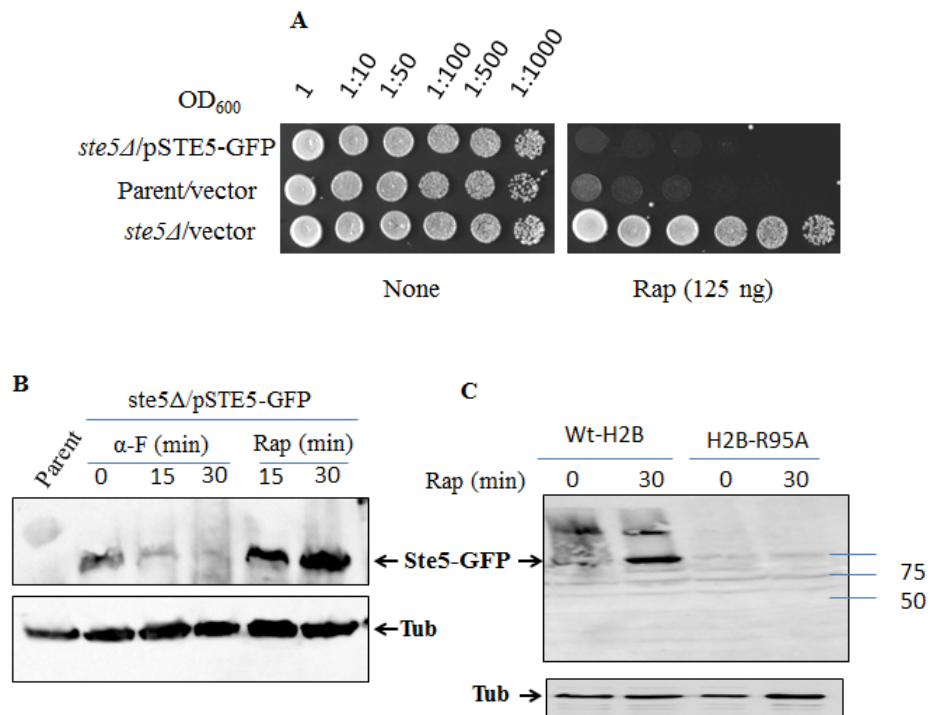 A
OD600 1 1:10 1:50 1:100 1:500 1:1000
ste5Δ/pSTE5-GFP
Parent/vector
ste5Δ/vector
None Rap (125 ng)
B
ste5Δ/pSTE5-GFP
Parent α-F (min) Rap (min)
0 15 30 15 30
Ste5-GFP
Tub
C
Wt-H2B H2B-R95A
Rap (min) 0 30 0 30
75
50
Tub